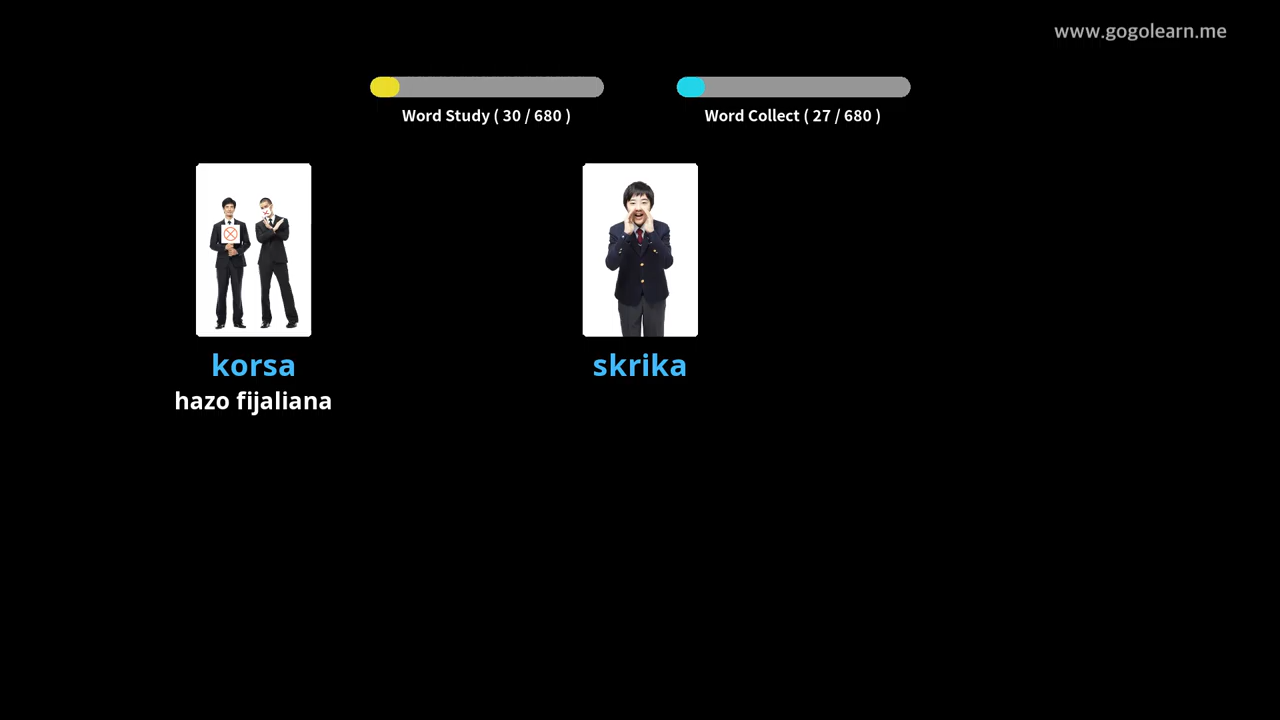 www.gogolearn.me
Word Study ( 30 / 680 )
Word Collect ( 27 / 680 )
korsa
hazo fijaliana
skrika